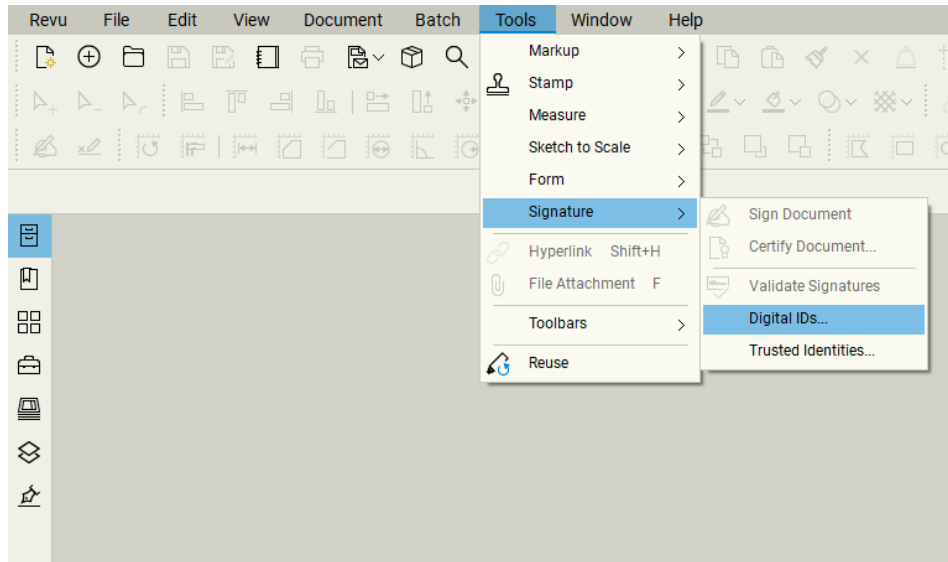 Revu File Edit View Document Batch Tools Window Help
Markup
Stamp
Measure
Sketch to Scale
Form
Signature
Hyperlink Shift+H
File Attachment F
Toolbars
Reuse
Sign Document
Certify Document...
Validate Signatures
Digital IDs...
Trusted Identities...